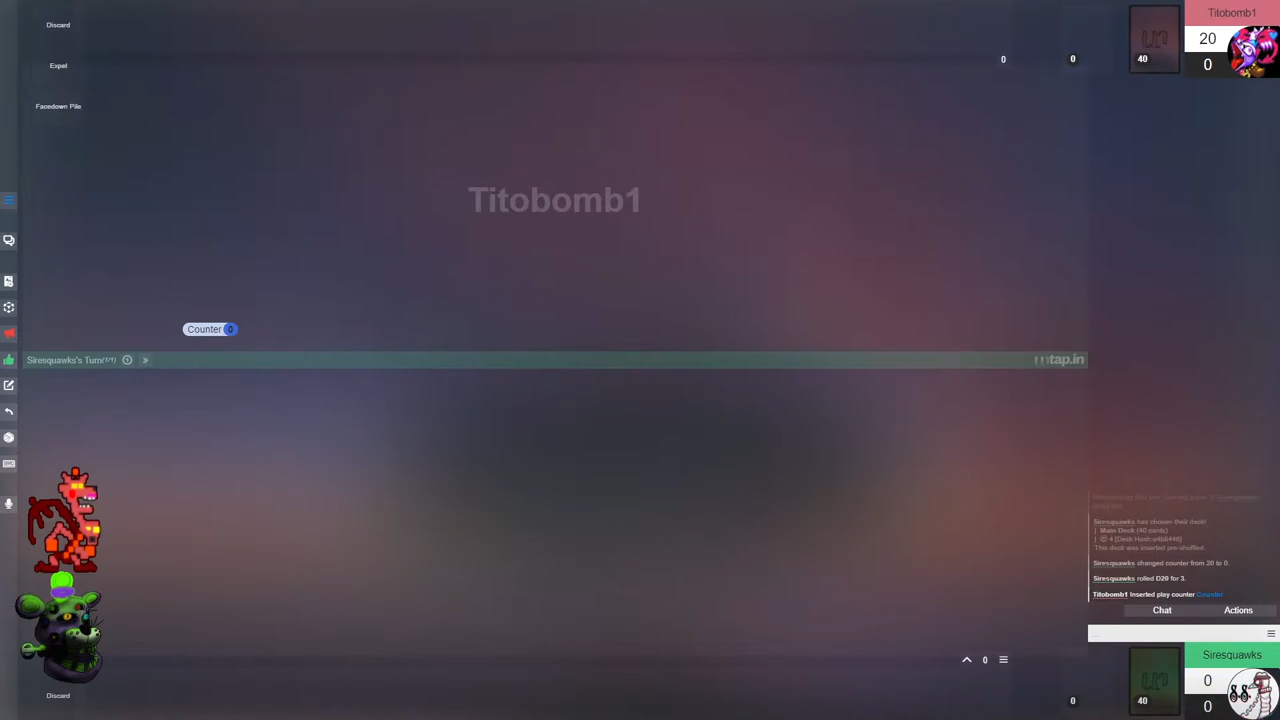 Discard
Titobomb1
20
Expel
0
0
40
0
Facedown Pile
Titobomb1
Counter 0
Siresquawks's Turn(1/1)
untap.in
Siresquawks has chosen their deck!
| Main Deck (40 cards)
This deck was inserted pre-shuffled.
Siresquawks changed counter from 20 to 0.
Siresquawks rolled D20 for 3.
Titobomb1 Inserted play counter Counter
Chat
Actions
...
Siresquawks
0
0
Discard
0
40
0